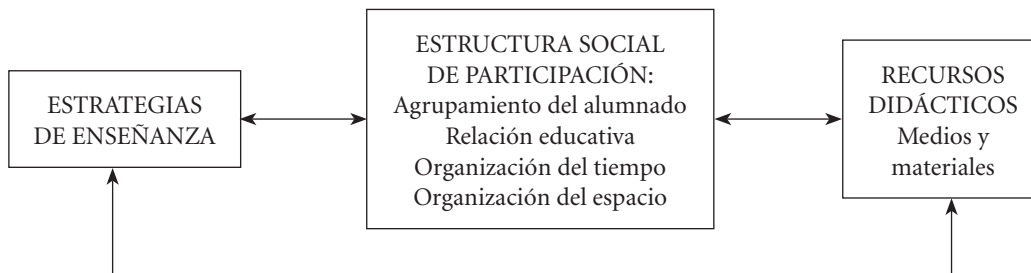 ESTRATEGIAS
DE ENSEÑANZA
ESTRUCTURA SOCIAL
DE PARTICIPACIÓN:
Agrupamiento del alumnado
Relación educativa
Organización del tiempo
Organización del espacio
RECURSOS
DIDÁCTICOS
Medios y
materiales